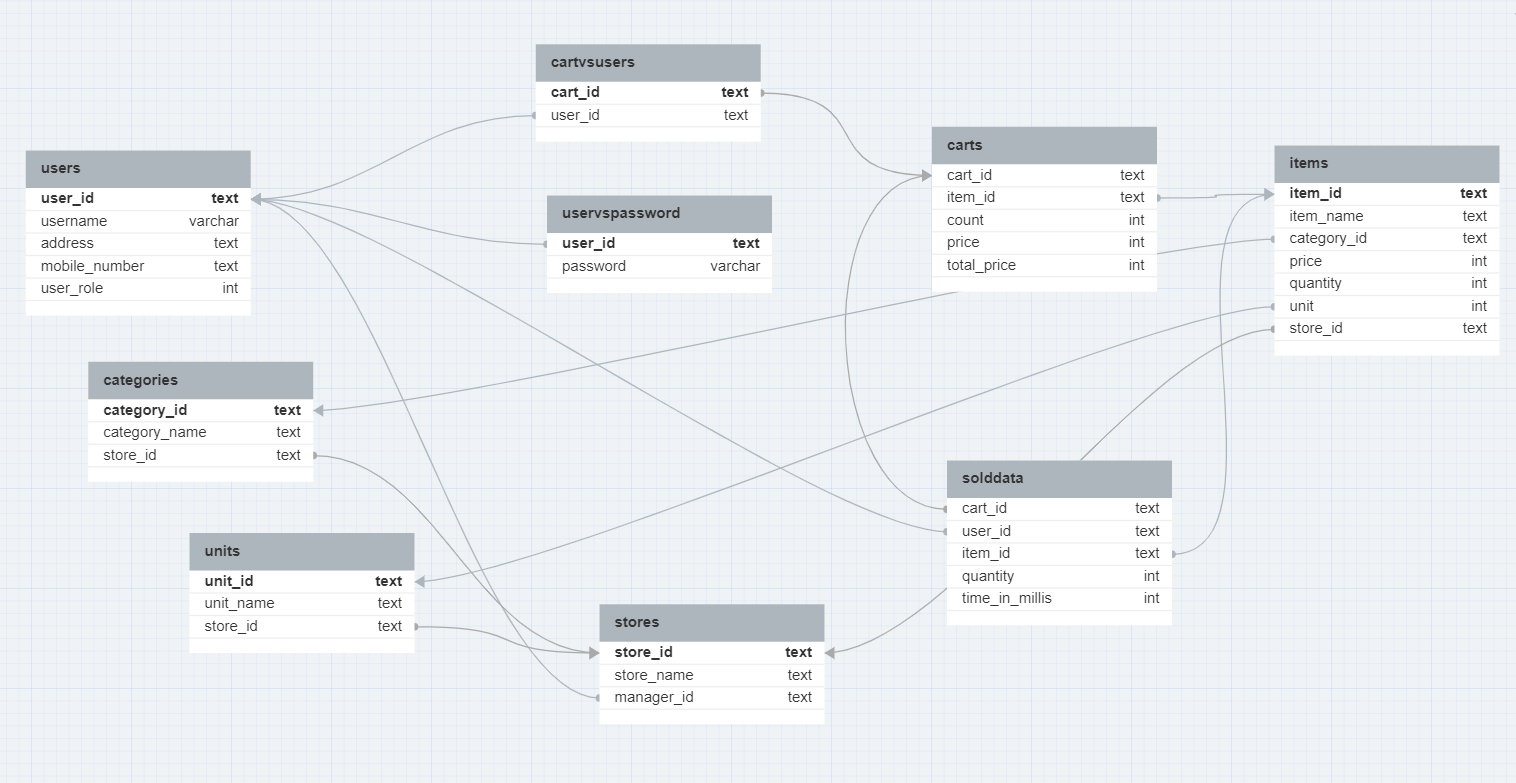 cartvsusers
cart_id text
user_id text
users
user_id text
username varchar
address text
mobile_number text
user_role int
uservspassword
user_id text
password varchar
carts
cart_id text
item_id text
count int
price int
total_price int
items
item_id text
item_name text
category_id text
price int
quantity int
unit int
store_id text
categories
category_id text
category_name text
store_id text
solddata
cart_id text
user_id text
item_id text
quantity int
time_in_millis int
units
unit_id text
unit_name text
store_id text
stores
store_id text
store_name text
manager_id text